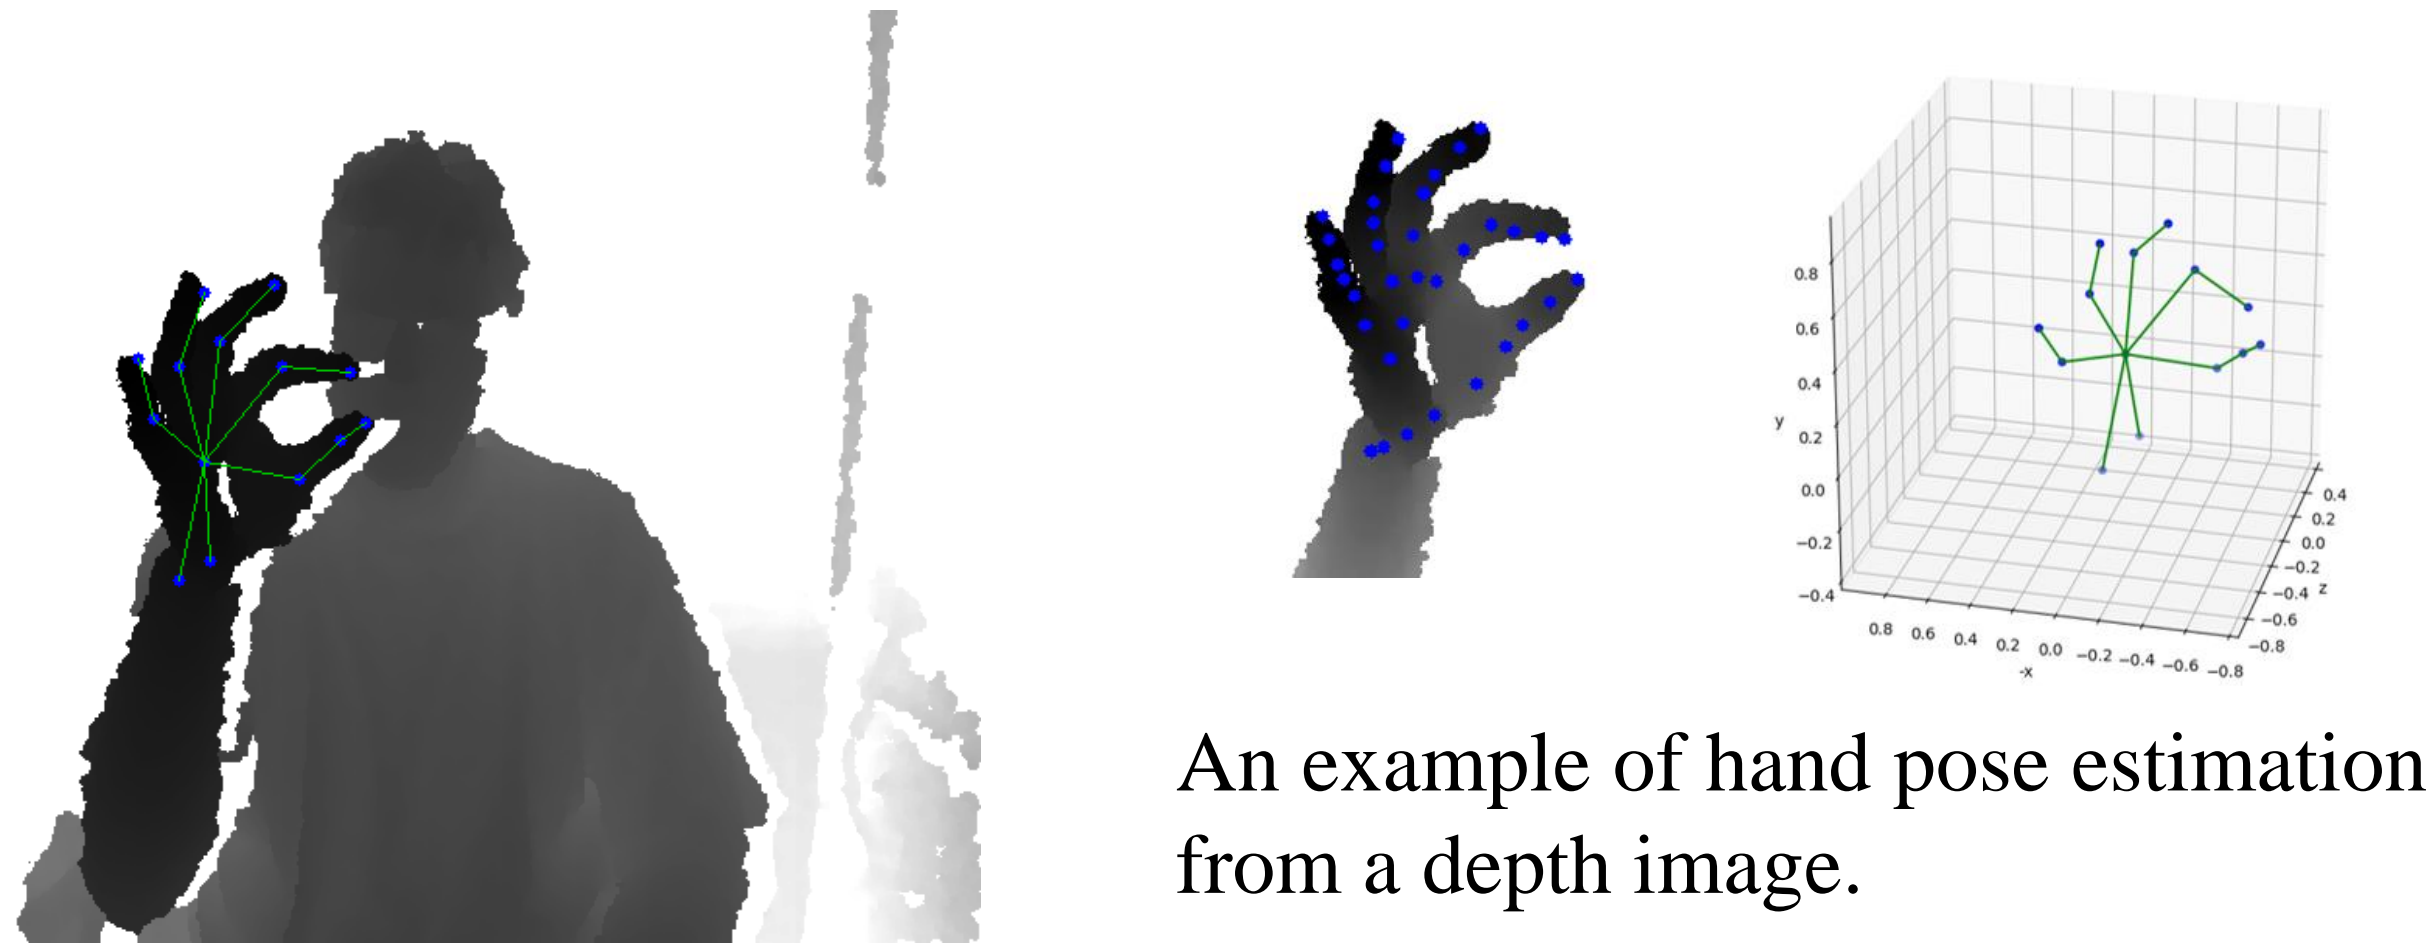 0.8
0.6
0.4
y
0.2
0.0
−0.2
−0.4
0.8 0.6 0.4 0.2 0.0 −0.2 −0.4 −0.6 −0.8
-x
0.4
0.2
0.0
−0.2
−0.4
z
−0.6
−0.8
An example of hand pose estimation
from a depth image.